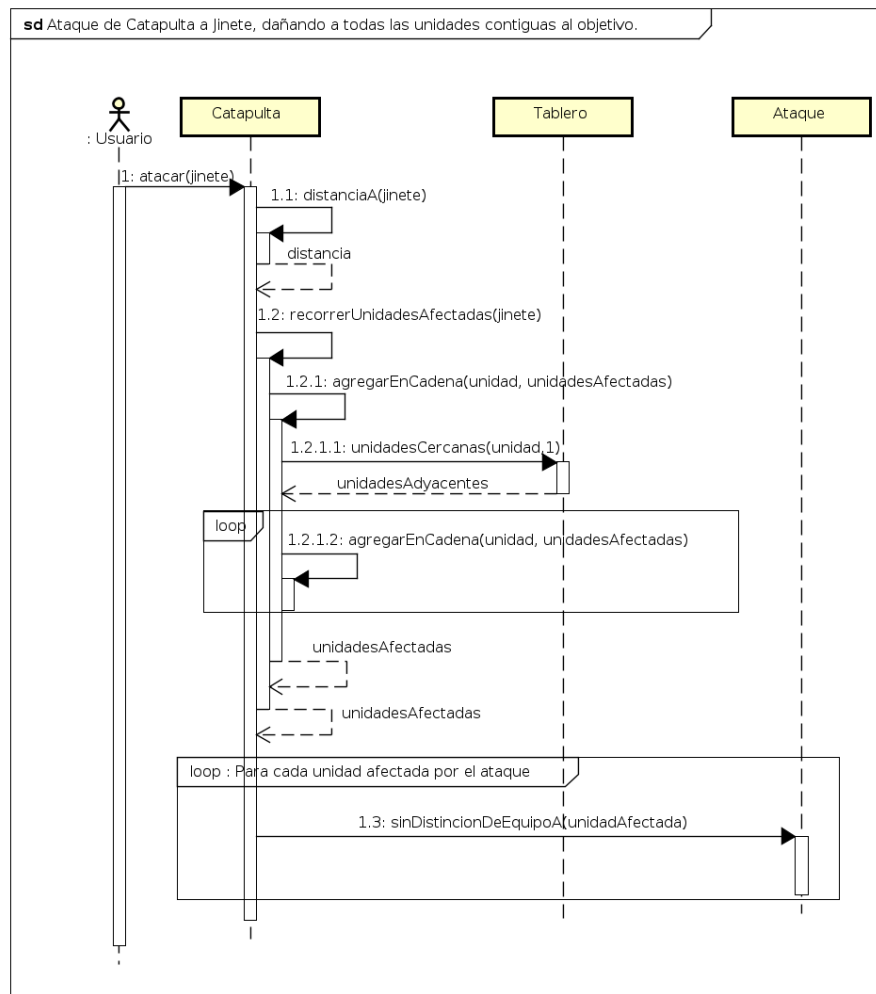 sd Ataque de Catapulta a Jinete, dañando a todas las unidades contiguas al objetivo.
Catapulta
Tablero
Ataque
: Usuario
1: atacar(jinete)
1.1: distanciaA(jinete)
distancia
1.2: recorrerUnidadesAfectadas(jinete)
1.2.1: agregarEnCadena(unidad, unidadesAfectadas)
1.2.1.1: unidadesCercanas(unidad,1)
unidadesAdyacentes
loop
1.2.1.2: agregarEnCadena(unidad, unidadesAfectadas)
unidadesAfectadas
unidadesAfectadas
loop : Para cada unidad afectada por el ataque
1.3: sinDistincionDeEquipoA(unidadAfectada)